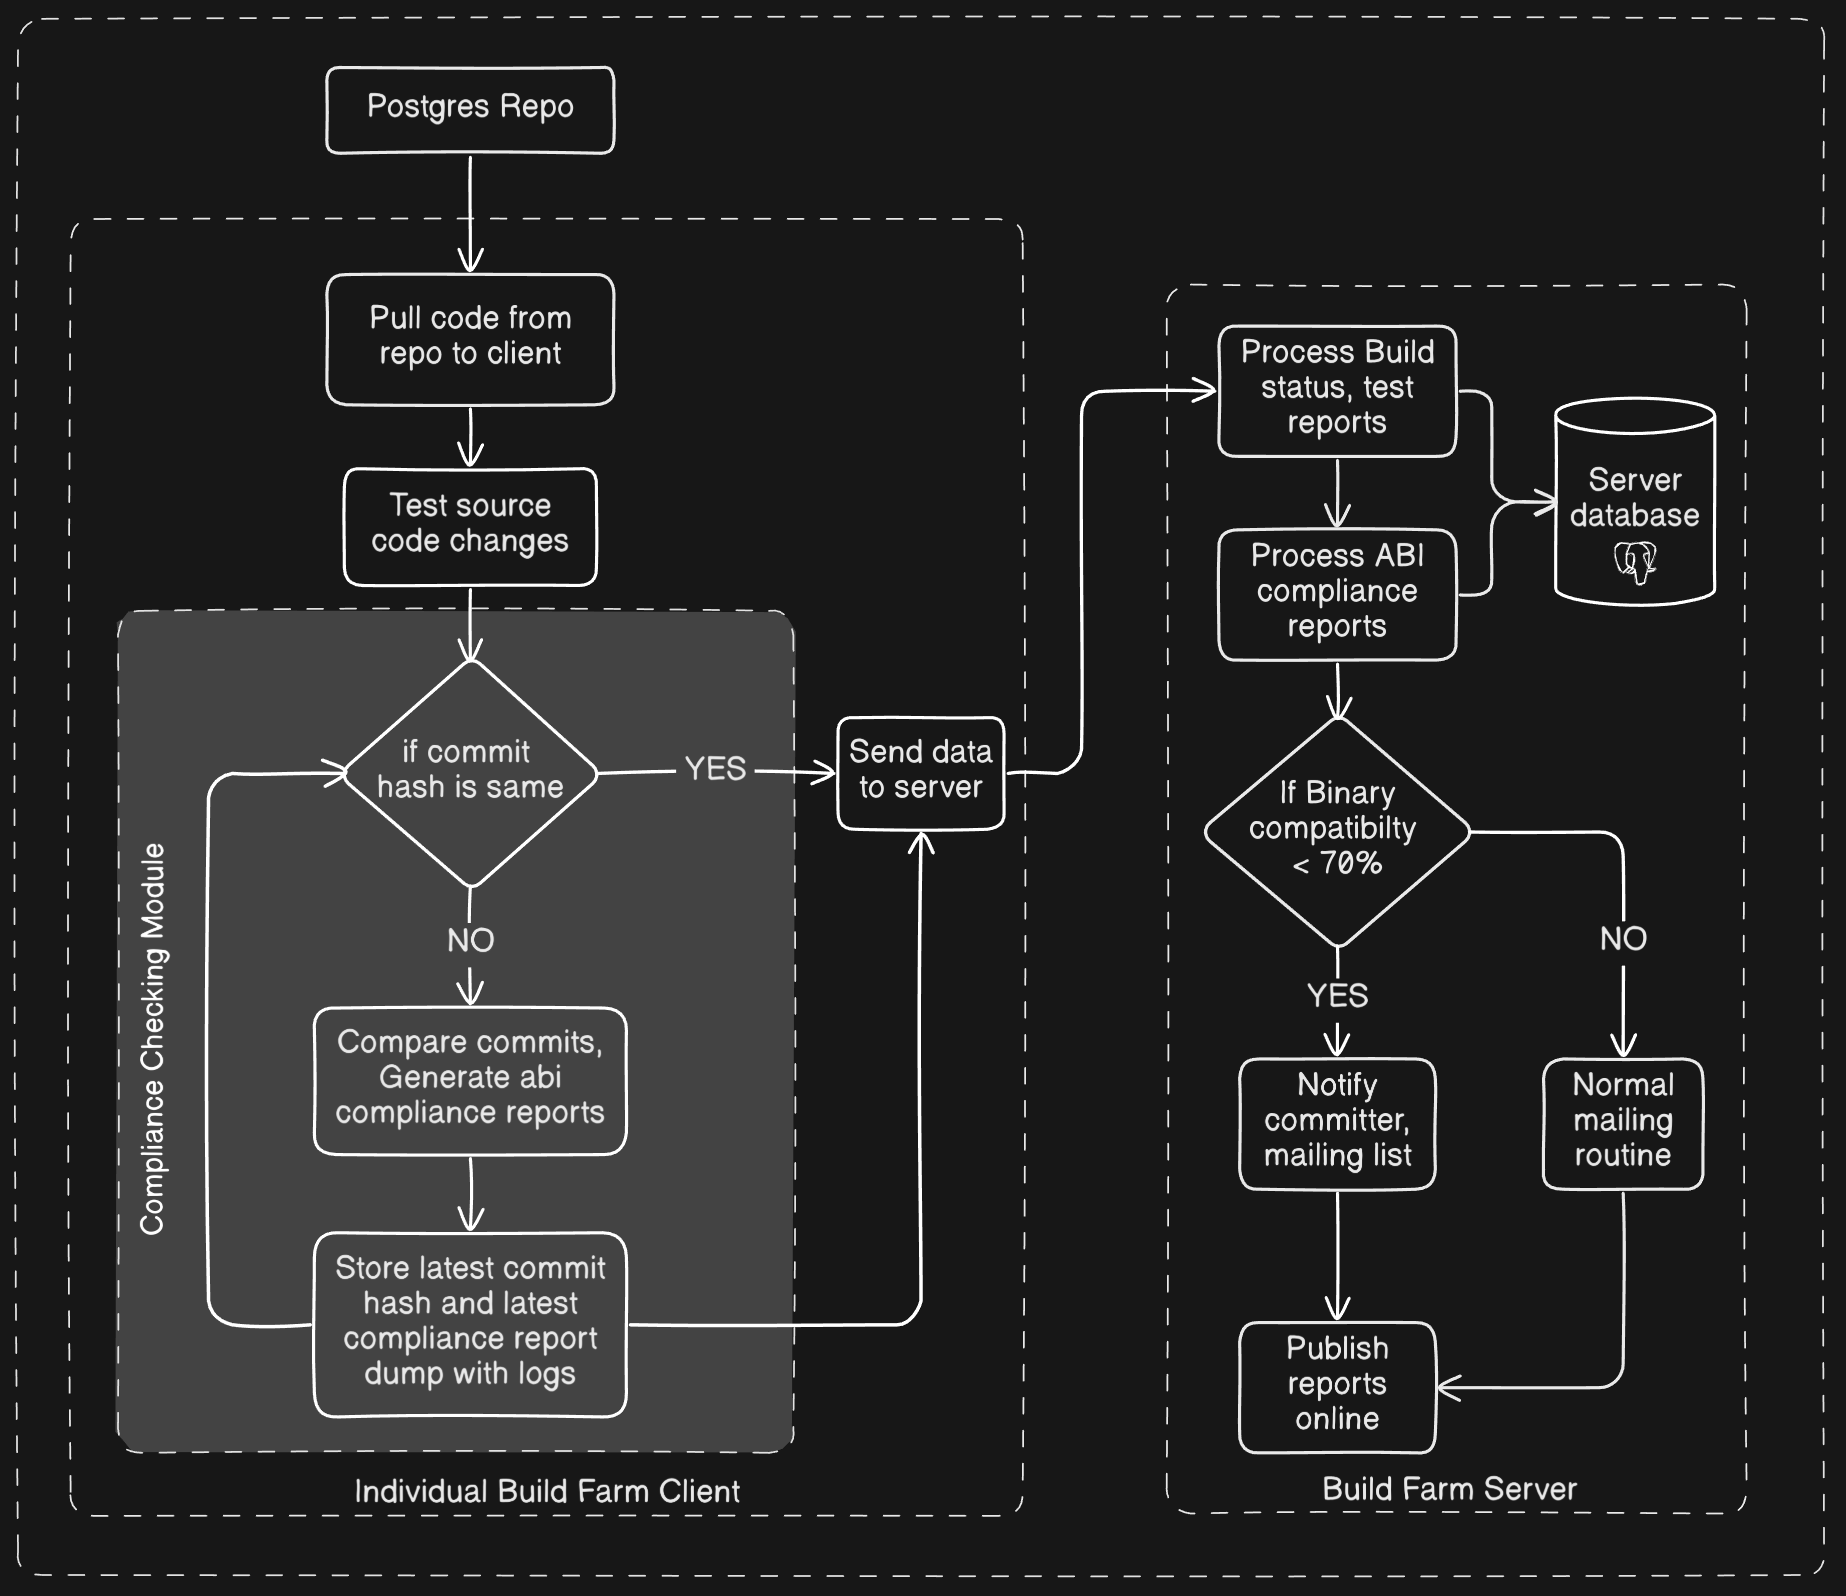 Postgres Repo
Pull code from
repo to client
Test source
code changes
if commit
hash is same
YES
NO
Compare commits,
Generate abi
compliance reports
Store latest commit
hash and latest
compliance report
dump with logs
Compliance Checking Module
Send data
to server
Individual Build Farm Client
Process Build
status, test
reports
Process ABI
compliance
reports
Server
database
If Binary
compatibilty
< 70%
YES
NO
Notify
committer,
mailing list
Normal
mailing
routine
Publish
reports
online
Build Farm Server